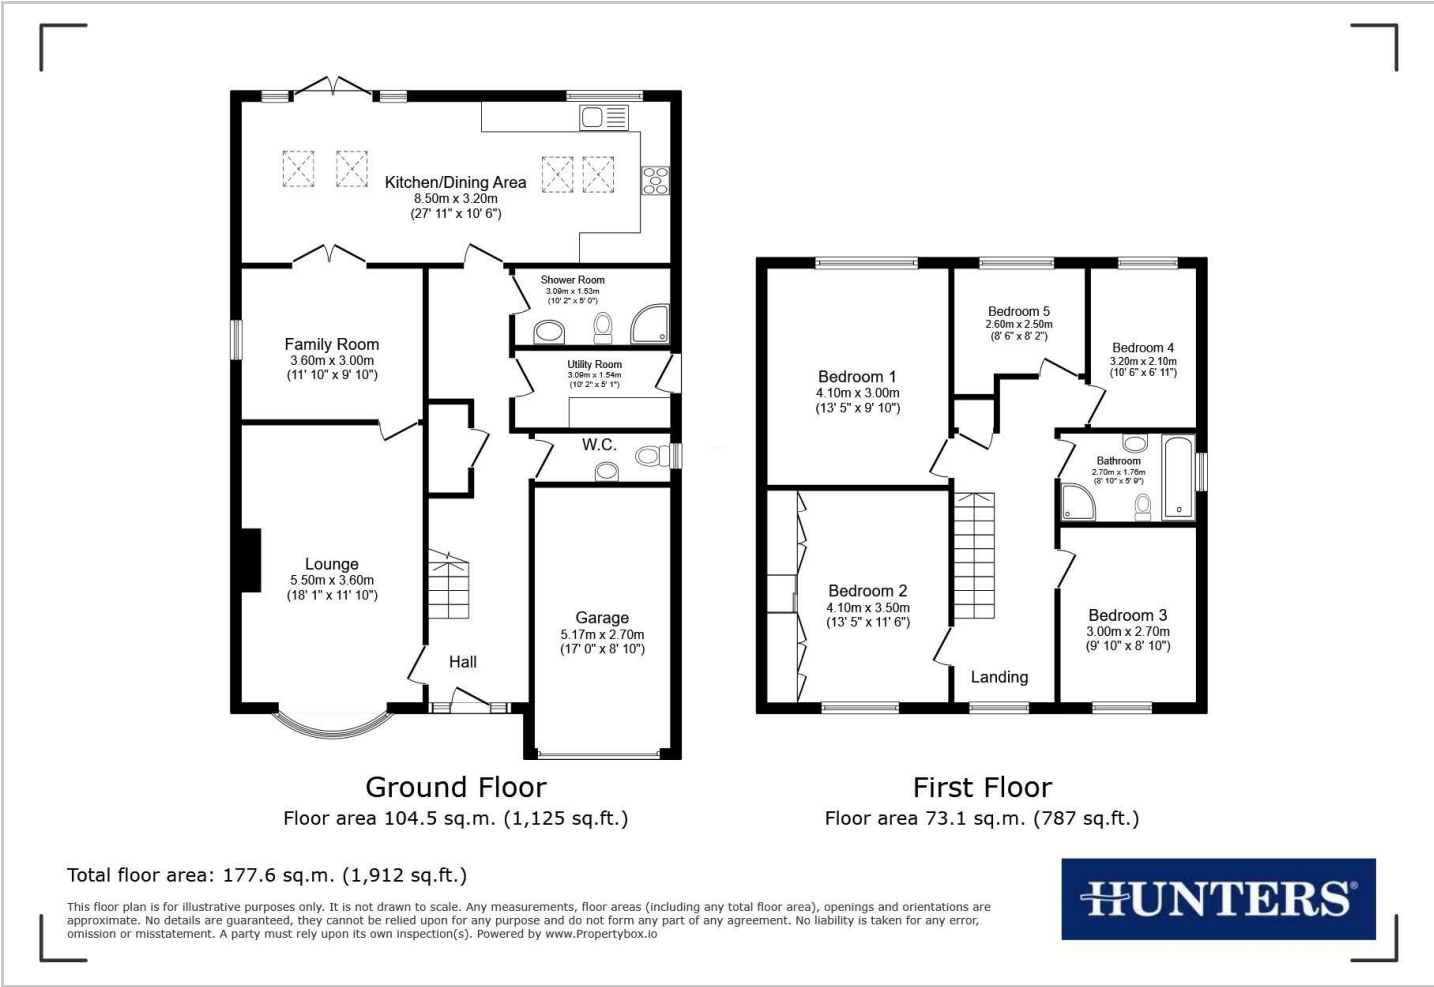 Kitchen/Dining Area
8.50m x 3.20m
(27' 11" x 10' 6")
Shower Room
3.09m x 1.53m
(10' 2" x 5' 0")
Family Room
3.60m x 3.00m
(11' 10" x 9' 10")
Utility Room
3.09m x 1.54m
(10' 2" x 5' 1")
W.C.
Lounge
5.50m x 3.60m
(18' 1" x 11' 10")
Garage
5.17m x 2.70m
(17' 0" x 8' 10")
Hall
Ground Floor
Floor area 104.5 sq.m. (1,125 sq.ft.)
Bedroom 5
2.60m x 2.50m
(8' 6" x 8' 2")
Bedroom 4
3.20m x 2.10m
(10' 6" x 6' 11")
Bedroom 1
4.10m x 3.00m
(13' 5" x 9' 10")
Bathroom
2.70m x 1.76m
(8' 10" x 5' 9")
Bedroom 2
4.10m x 3.50m
(13' 5" x 11' 6")
Bedroom 3
3.00m x 2.70m
(9' 10" x 8' 10")
Landing
First Floor
Floor area 73.1 sq.m. (787 sq.ft.)
Total floor area: 177.6 sq.m. (1,912 sq.ft.)
This floor plan is for illustrative purposes only. It is not drawn to scale. Any measurements, floor areas (including any total floor area), openings and orientations are
approximate. No details are guaranteed, they cannot be relied upon for any purpose and do not form any part of any agreement. No liability is taken for any error,
omission or misstatement. A party must rely upon its own inspection(s). Powered by www.Propertybox.io
HUNTERS®